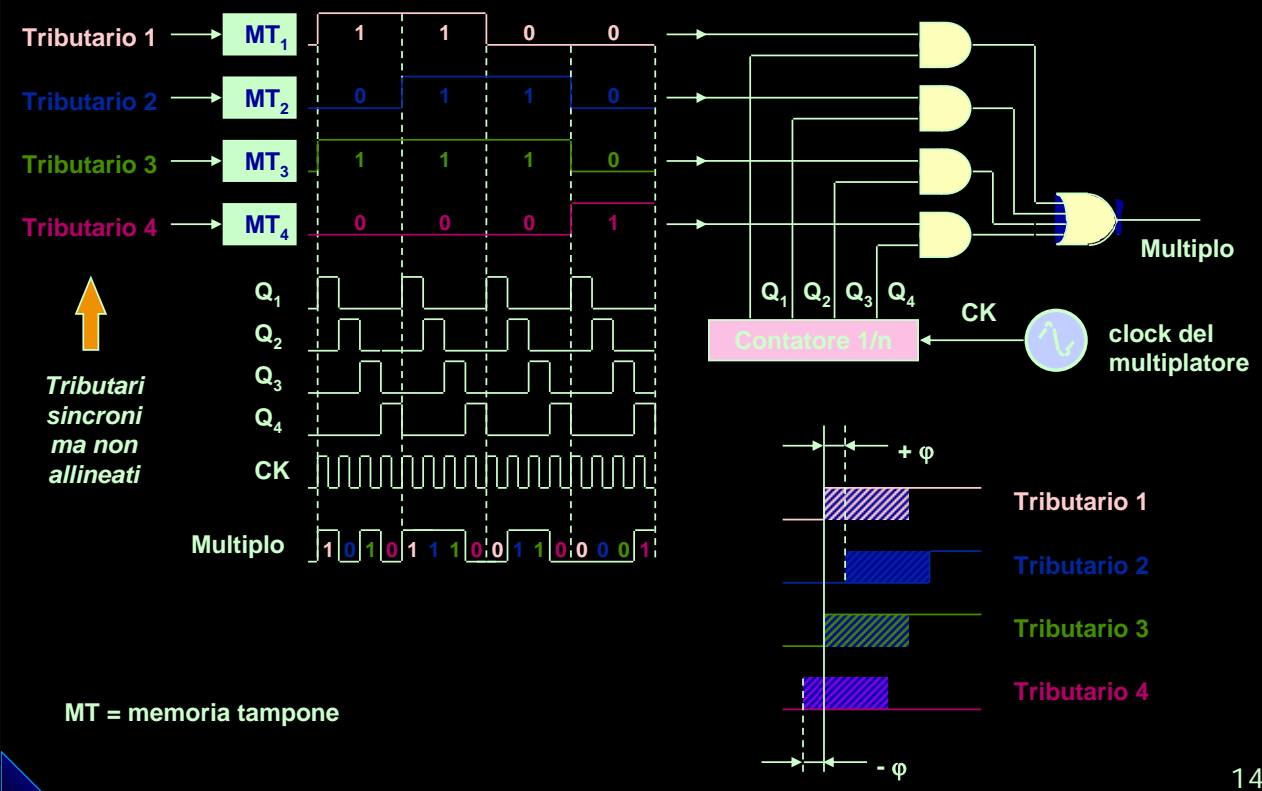 Tributario 1 MT1 1 1 0 0
Tributario 2 MT2 0 1 1 0
Tributario 3 MT3 1 1 1 0
Tributario 4 MT4 0 0 0 1
Multiplo
Q1 Q2 Q3 Q4
Contatore 1/n
CK
clock del
multiplatore
Tributari
sincroni
ma non
allineati
Q1
Q2
Q3
Q4
CK
Multiplo 1 0 1 0 1 1 1 0 0 1 1 0 0 0 0 1
+ φ
Tributario 1
Tributario 2
Tributario 3
Tributario 4
- φ
MT = memoria tampone
14